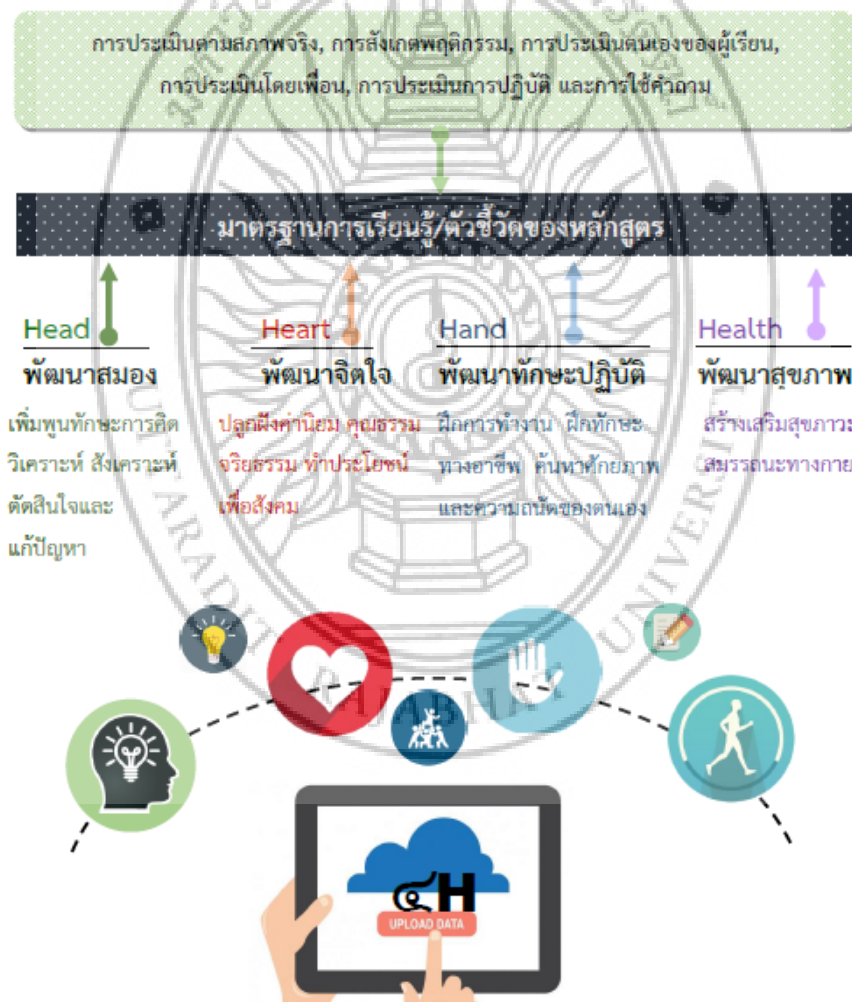 การประเมินตามสภาพจริง, การสังเกตพฤติกรรม, การประเมินตนเองของผู้เรียน,
การประเมินโดยเพื่อน, การประเมินการปฏิบัติ และการใช้คำถาม
มาตรฐานการเรียนรู้/ตัวชี้วัดของหลักสูตร
Head
พัฒนาสมอง
เพิ่มพูนทักษะการคิด
วิเคราะห์ สังเคราะห์
ตัดสินใจและ
แก้ปัญหา
Heart
พัฒนาจิตใจ
ปลูกฝังค่านิยม คุณธรรม
จริยธรรม ทำประโยชน์
เพื่อสังคม
Hand
พัฒนาทักษะปฏิบัติ
ฝึกการทำงาน ฝึกทักษะ
ทางอาชีพ ค้นหาศักยภาพ
และความถนัดของตนเอง
Health
พัฒนาสุขภาพ
สร้างเสริมสุขภาวะ
สมรรถนะทางกาย
๔H
UPLOAD DATA
UTTARADIT RAJABHAT UNIVERSITY